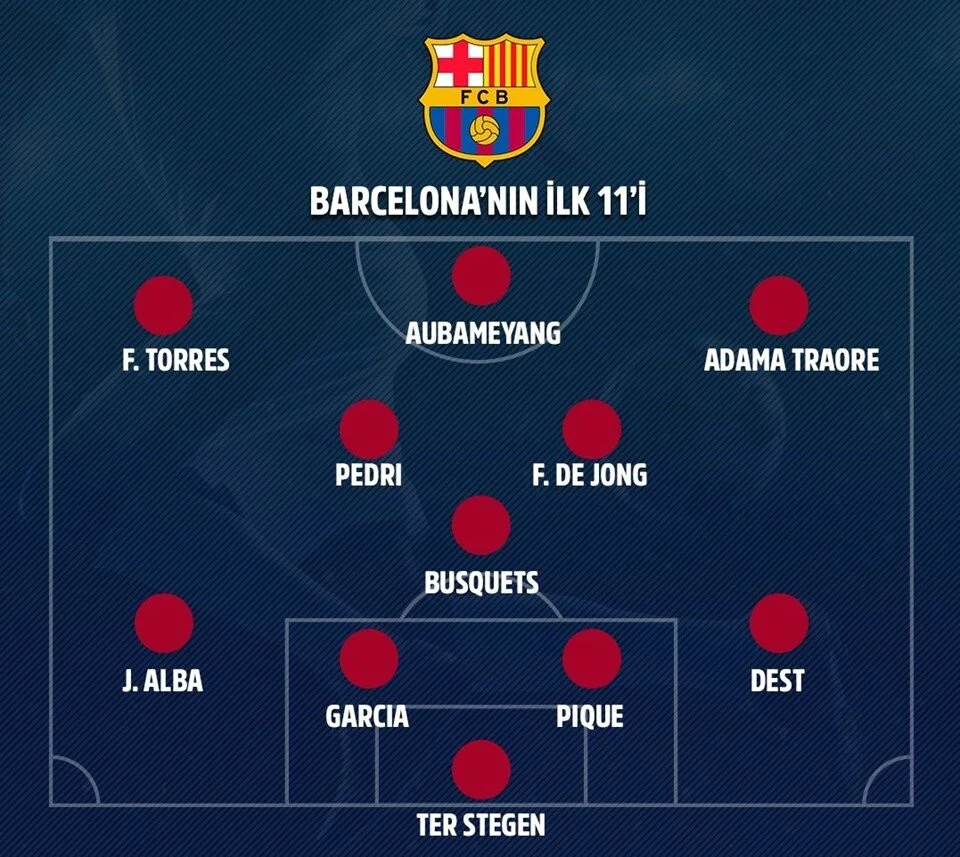 FCB
BARCELONA'NIN İLK 11'İ
AUBAMEYANG
F. TORRES
ADAMA TRAORE
PEDRI
F. DE JONG
BUSQUETS
J. ALBA
DEST
GARCIA
PIQUE
TER STEGEN